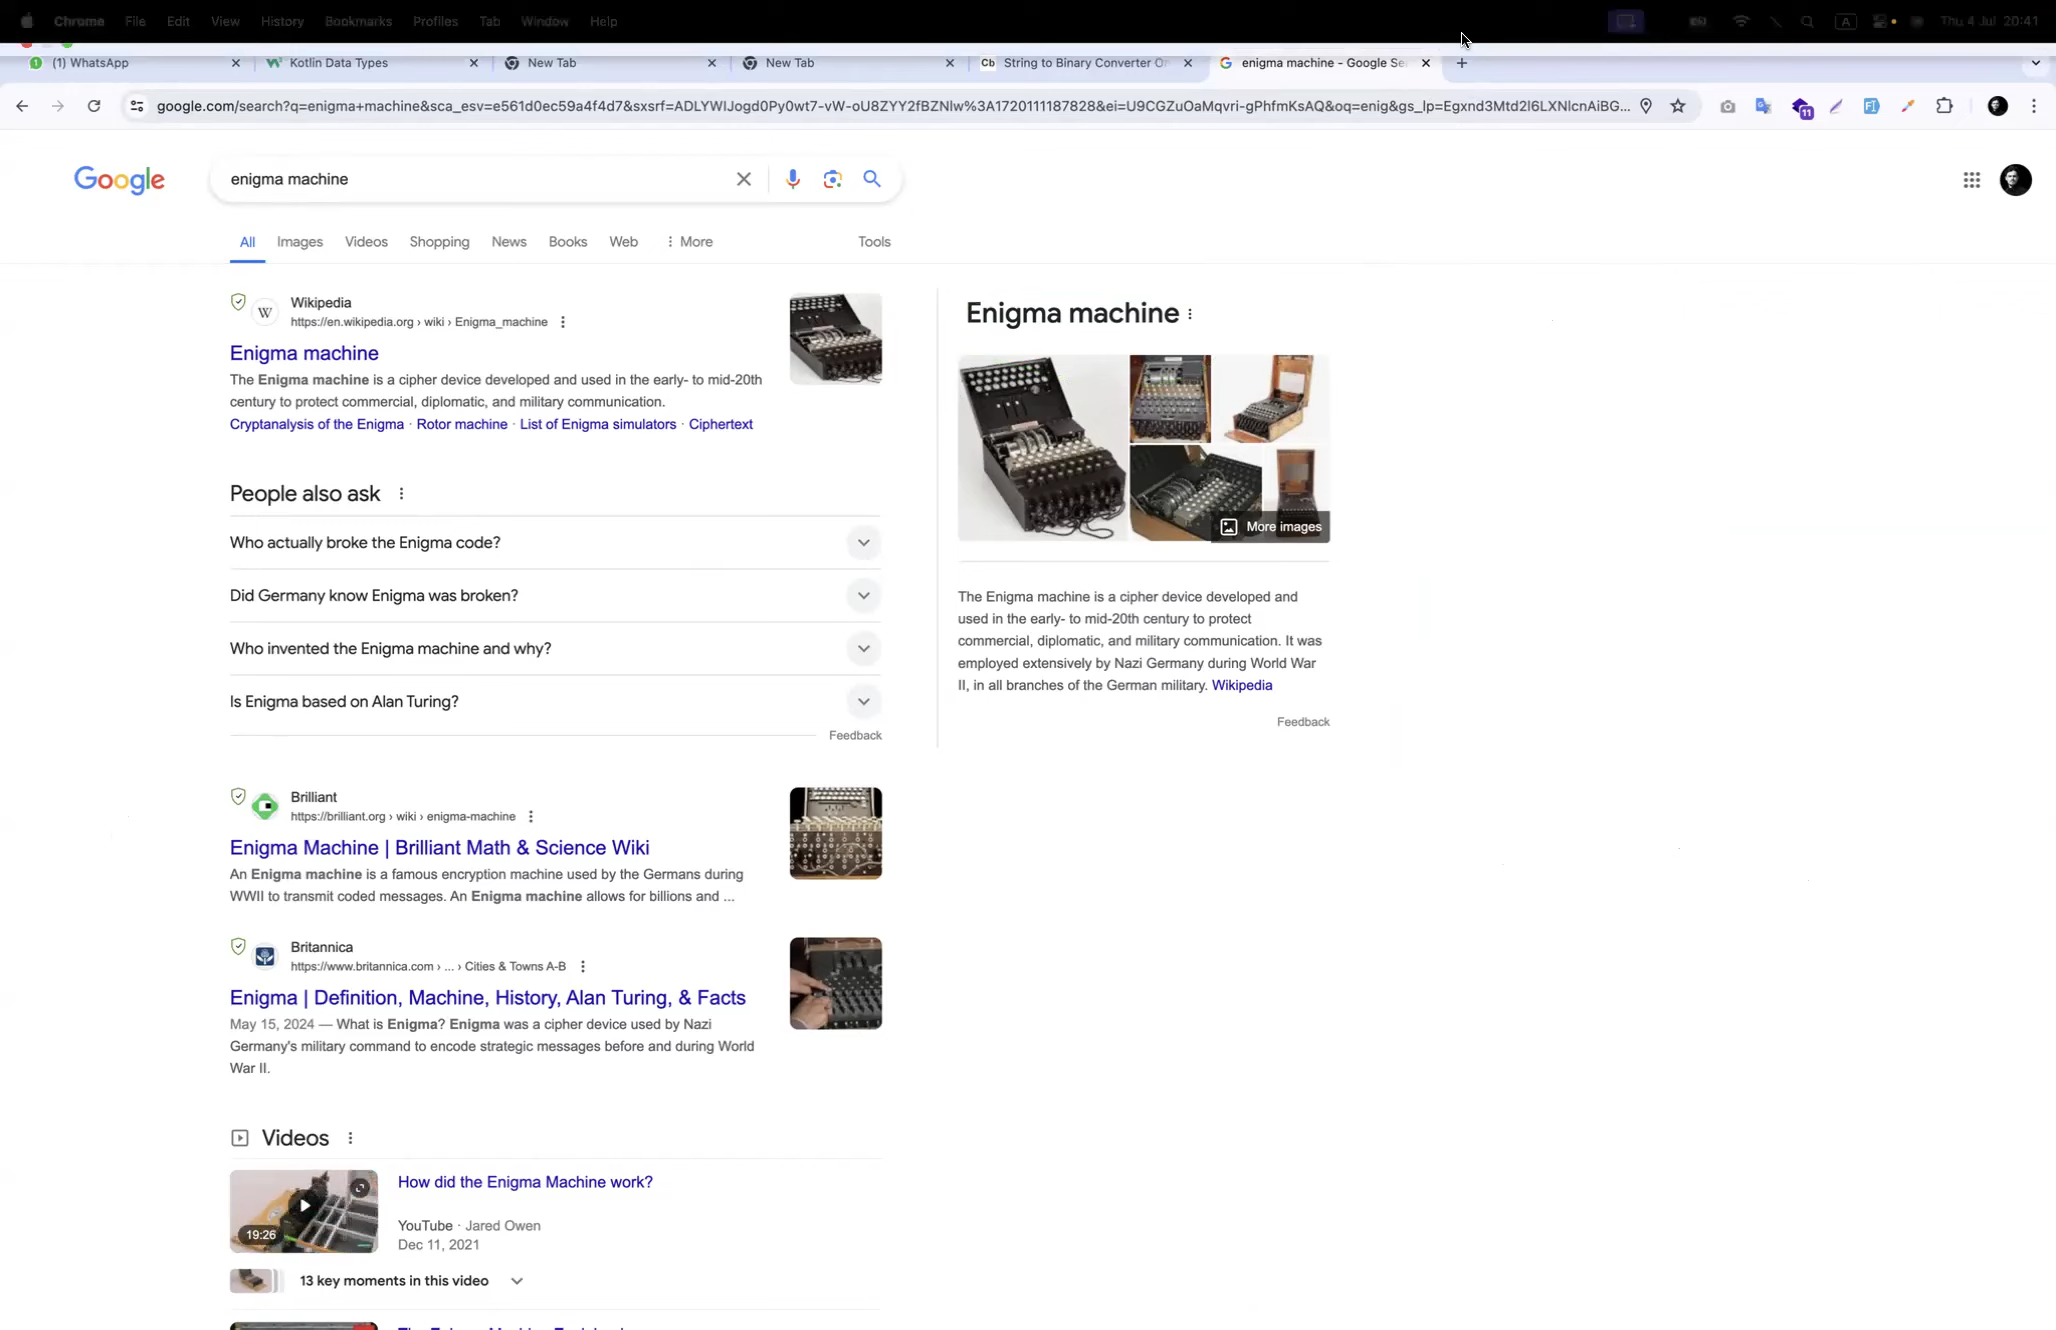 Chrome File Edit View History Bookmarks Profiles Tab Window Help
A Thu 4 Jul 20:41
1 (1) WhatsApp
Kotlin Data Types
New Tab
New Tab
Cb String to Binary Converter On
enigma machine - Google Se
google.com/search?q=enigma+machine&sca_esv=e561d0ec59a4f4d7&sxsrf=ADLYWIJogd0Py0wt7-vW-oU8ZYY2fBZNlw%3A1720111187828&ei=U9CGZuOaMqvri-gPhfmKsAQ&oq=enig&gs_lp=Egxnd3Mtd2l6LXNlcnAiBG...
11
Google
enigma machine
All Images Videos Shopping News Books Web More Tools
W Wikipedia
https://en.wikipedia.org › wiki › Enigma_machine
Enigma machine
The Enigma machine is a cipher device developed and used in the early- to mid-20th
century to protect commercial, diplomatic, and military communication.
Cryptanalysis of the Enigma · Rotor machine · List of Enigma simulators · Ciphertext
People also ask
Who actually broke the Enigma code?
Did Germany know Enigma was broken?
Who invented the Enigma machine and why?
Is Enigma based on Alan Turing?
Feedback
Brilliant
https://brilliant.org › wiki › enigma-machine
Enigma Machine | Brilliant Math & Science Wiki
An Enigma machine is a famous encryption machine used by the Germans during
WWII to transmit coded messages. An Enigma machine allows for billions and ...
Britannica
https://www.britannica.com › ... › Cities & Towns A-B
Enigma | Definition, Machine, History, Alan Turing, & Facts
May 15, 2024 — What is Enigma? Enigma was a cipher device used by Nazi
Germany's military command to encode strategic messages before and during World
War II.
Videos
How did the Enigma Machine work?
19:26
YouTube · Jared Owen
Dec 11, 2021
13 key moments in this video
Enigma machine
More images
The Enigma machine is a cipher device developed and
used in the early- to mid-20th century to protect
commercial, diplomatic, and military communication. It was
employed extensively by Nazi Germany during World War
II, in all branches of the German military. Wikipedia
Feedback